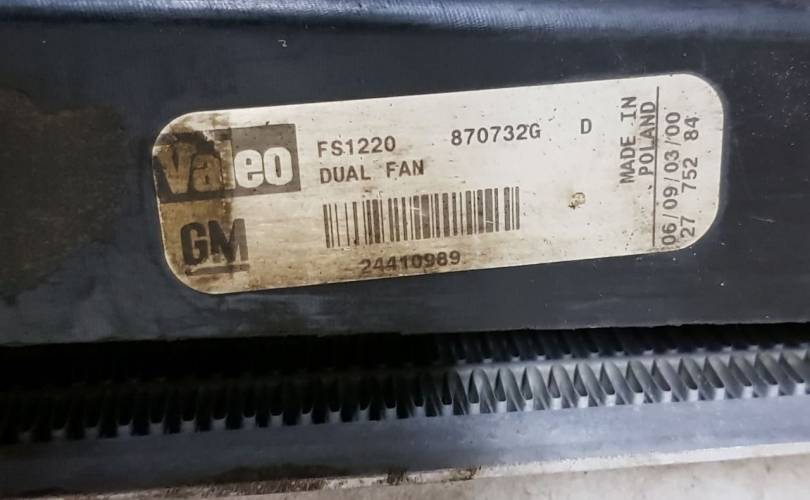 Valeo
FS1220 870732G D
DUAL FAN
GM
24410989
MADE IN
POLAND
06/09/03/00
27 752 84